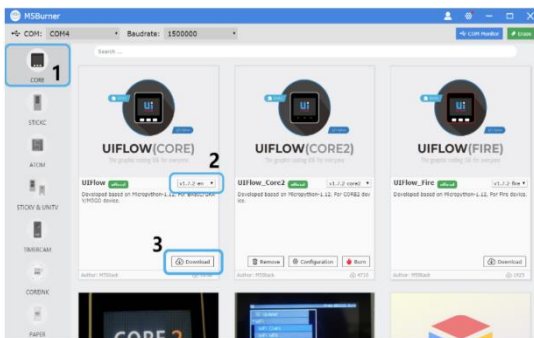 M5Burner
COM: COM4
Baudrate: 1500000
COM Monitor
Erase
Search ...
1
CORE
STICKC
ATOM
STICKV & UNITV
TIMERCAM
COREINK
PAPER
UIFLOW(CORE)
The graphic coding IDE for everyone
2
UIFlow official
v1.7.2-en
Developed based on Micropython-1.12. For
device.
3
Download
Author: M5Stack
UIFLOW(CORE2)
The graphic coding IDE for everyone
UIFlow_Core2 official
v1.7.2-core2
Developed based on Micropython-1.12. For CORE2 dev
ice.
Remove
Configuration
Burn
Author: M5Stack
UIFLOW(FIRE)
The graphic coding IDE for everyone
UIFlow_Fire official
v1.7.2-fire
Developed based on Micropython-1.12. For Fire device.
Download
Author: M5Stack
CORE 2